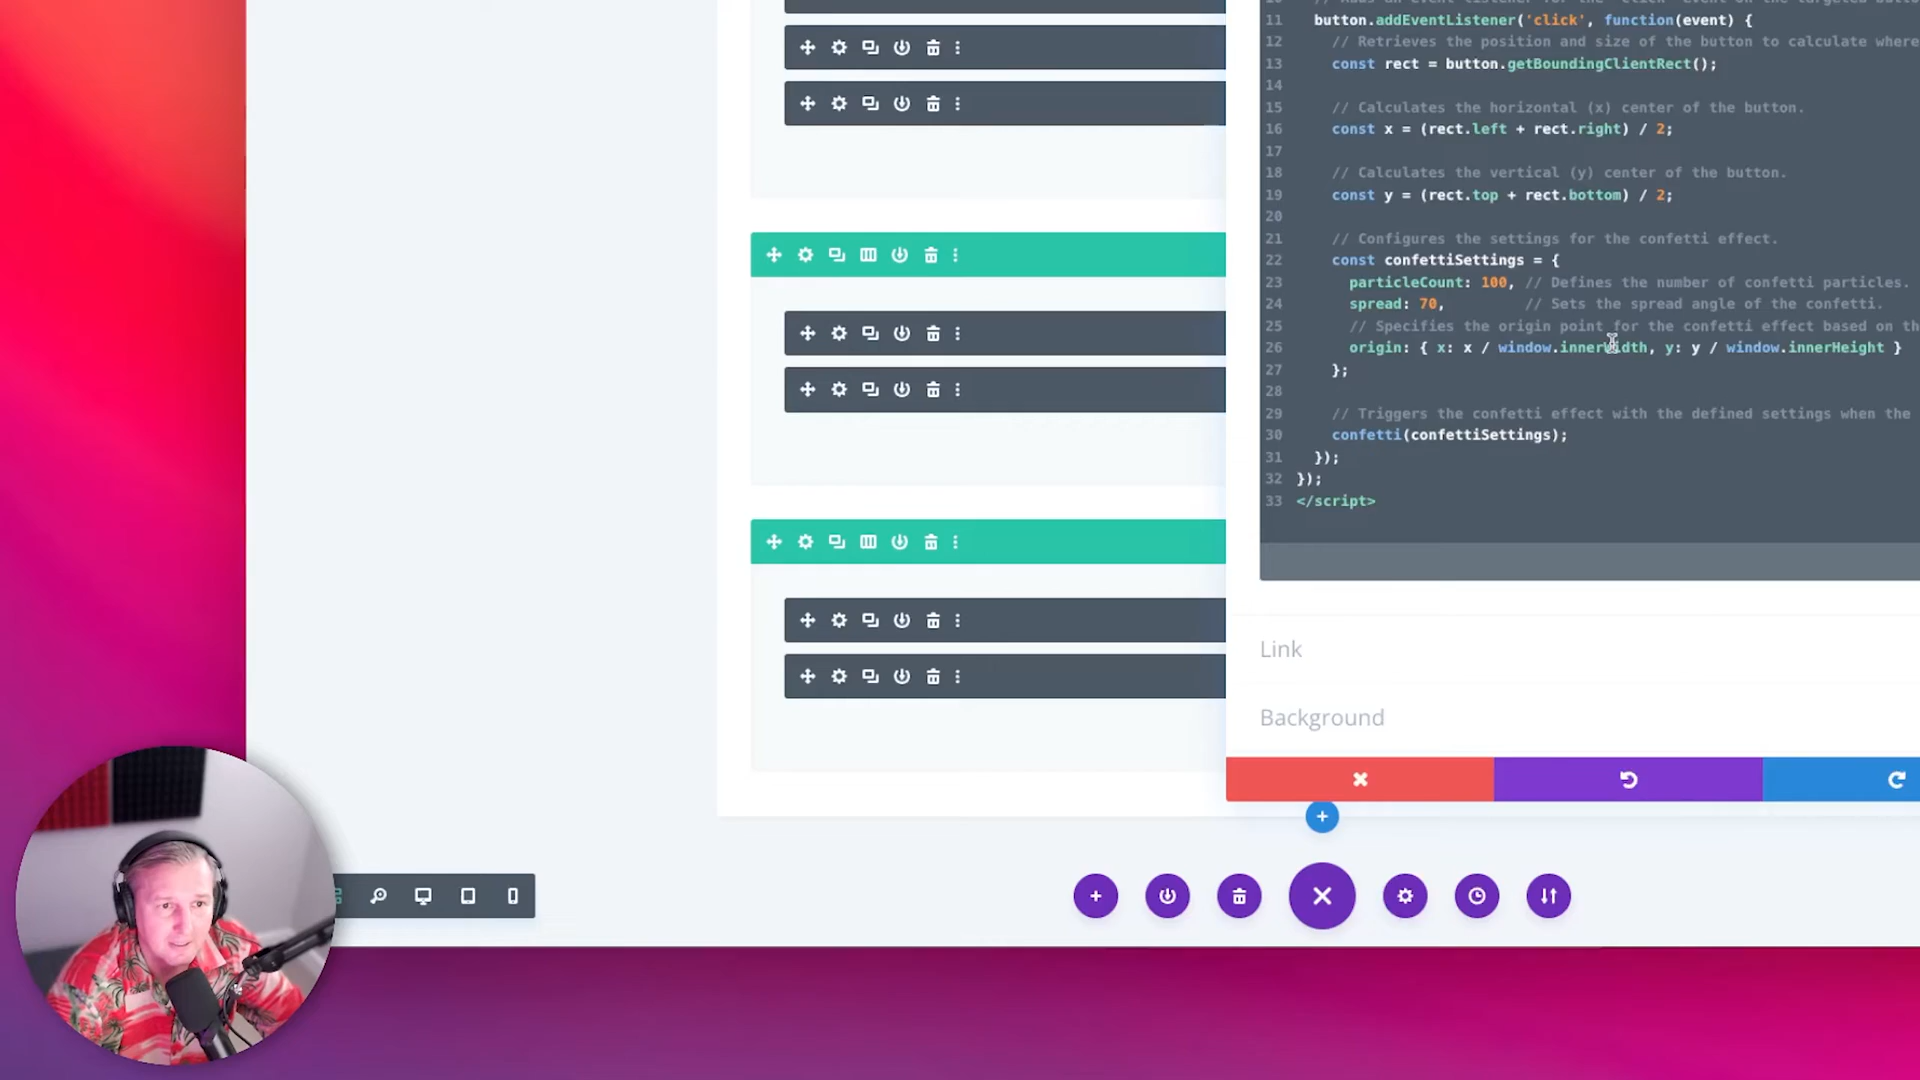 11 button.addEventListener('click', function(event) {
12 // Retrieves the position and size of the button to calculate where
13 const rect = button.getBoundingClientRect();
14
15 // Calculates the horizontal (x) center of the button.
16 const x = (rect.left + rect.right) / 2;
17
18 // Calculates the vertical (y) center of the button.
19 const y = (rect.top + rect.bottom) / 2;
20
21 // Configures the settings for the confetti effect.
22 const confettiSettings = {
23 particleCount: 100, // Defines the number of confetti particles.
24 spread: 70, // Sets the spread angle of the confetti.
25 // Specifies the origin point for the confetti effect based on th
26 origin: { x: x / window.innerWidth, y: y / window.innerHeight }
27 };
28
29 // Triggers the confetti effect with the defined settings when the
30 confetti(confettiSettings);
31 });
32 });
33 </script>
Link
Background